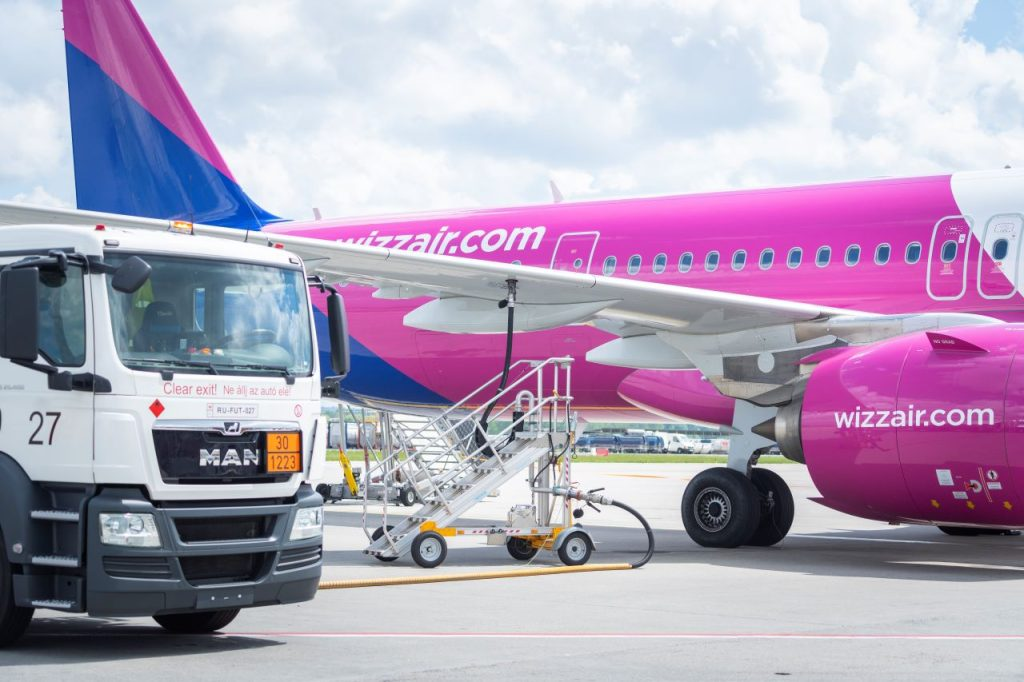 wizzair.com
wizzair.com
Clear exit! Ne állj az autó elé!
RU-FUT-027
27
MAN
30
1223